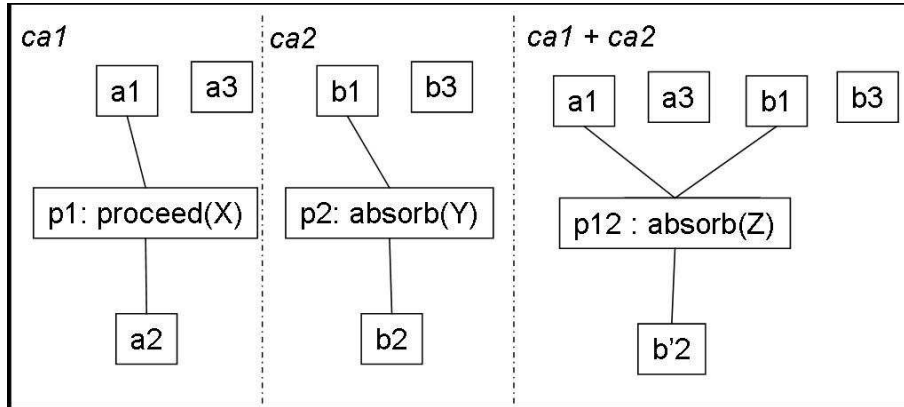 ca1
a1
a3
p1: proceed(X)
a2
ca2
b1
b3
p2: absorb(Y)
b2
ca1 + ca2
a1
a3
b1
b3
p12 : absorb(Z)
b'2